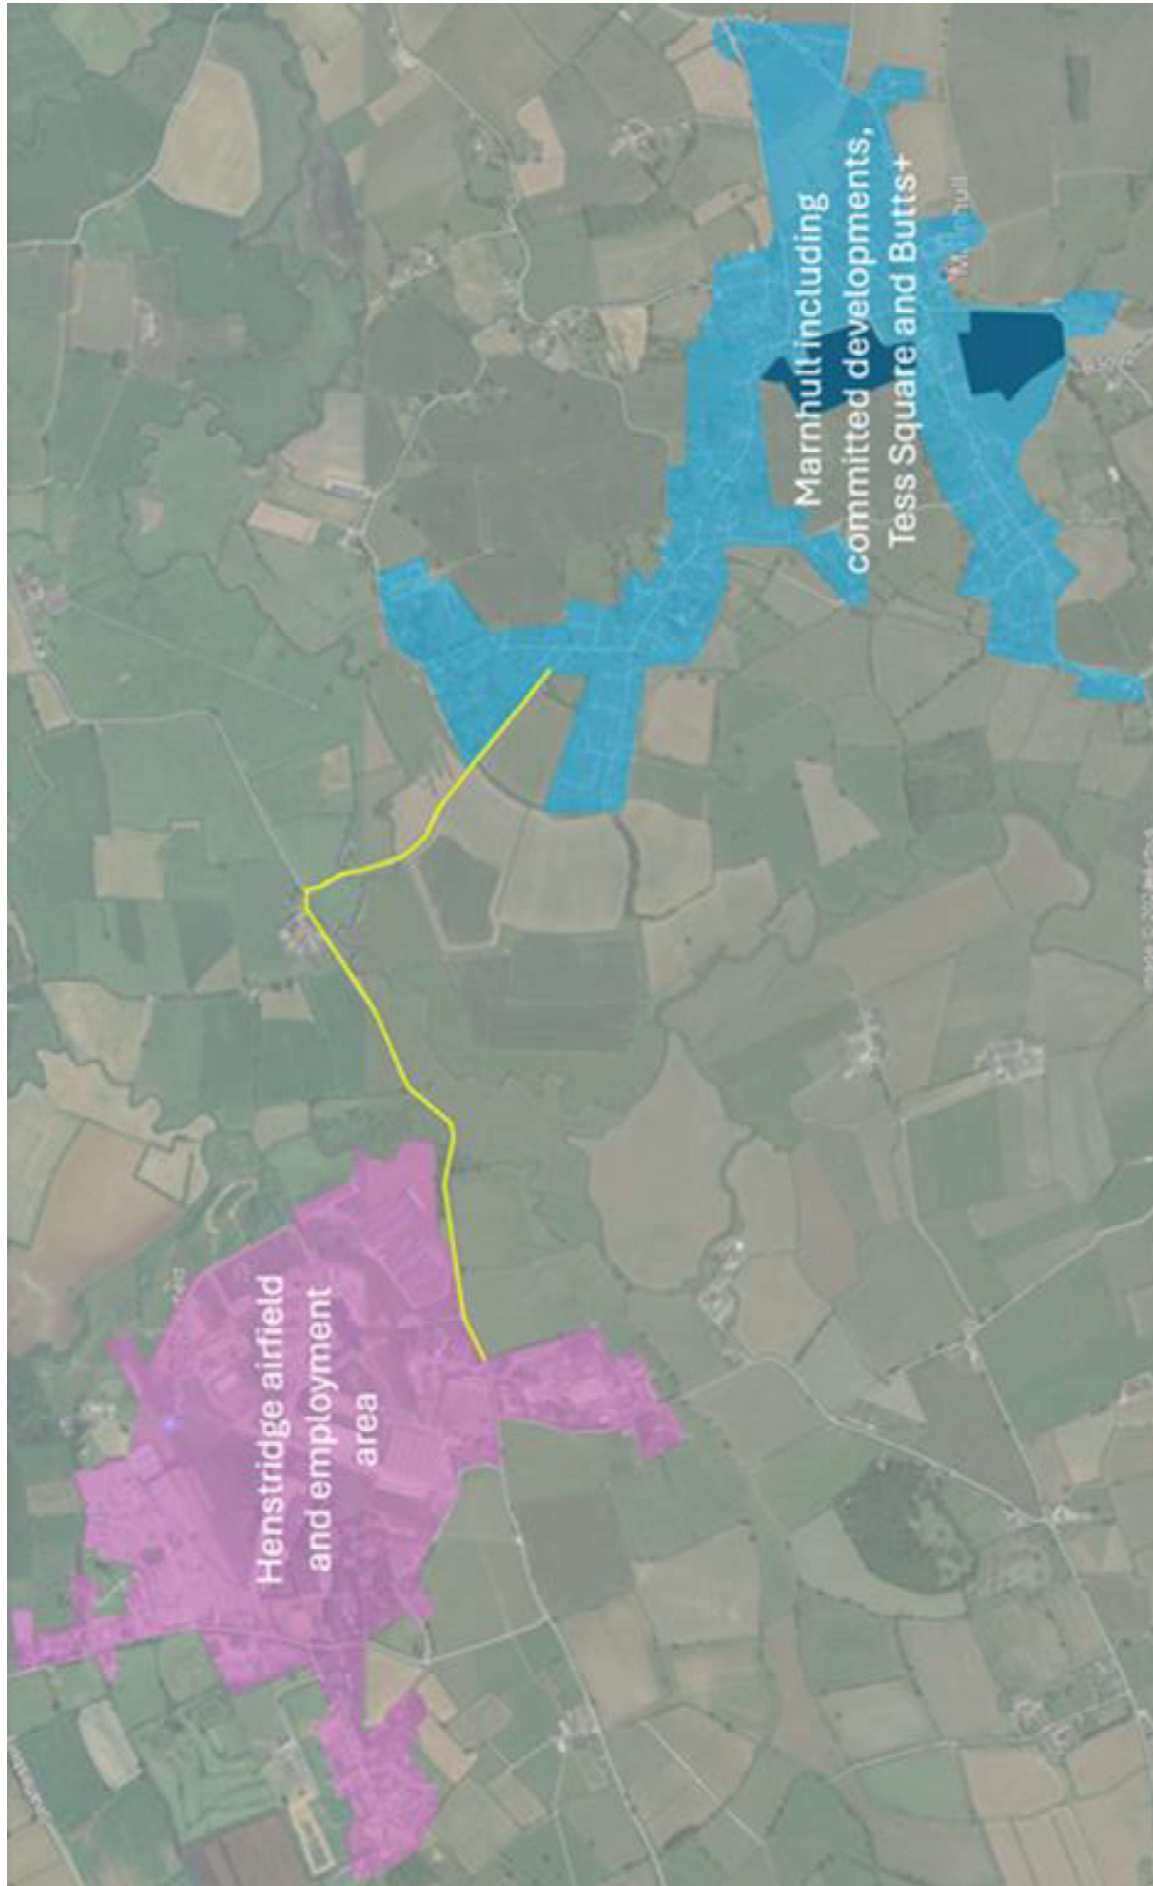 Henstridge airfield
and employment
area
Marnhull including
committed developments,
Tess Square and Butts+